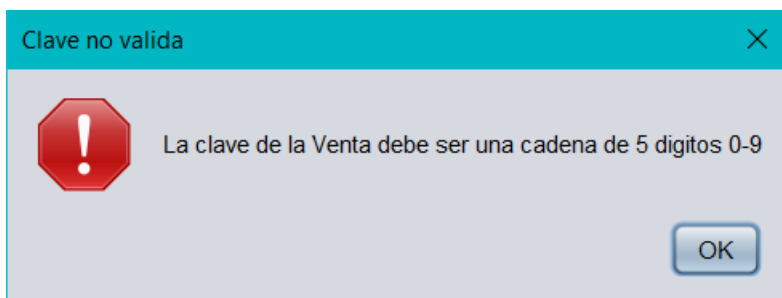 Clave no valida
La clave de la Venta debe ser una cadena de 5 digitos 0-9
OK